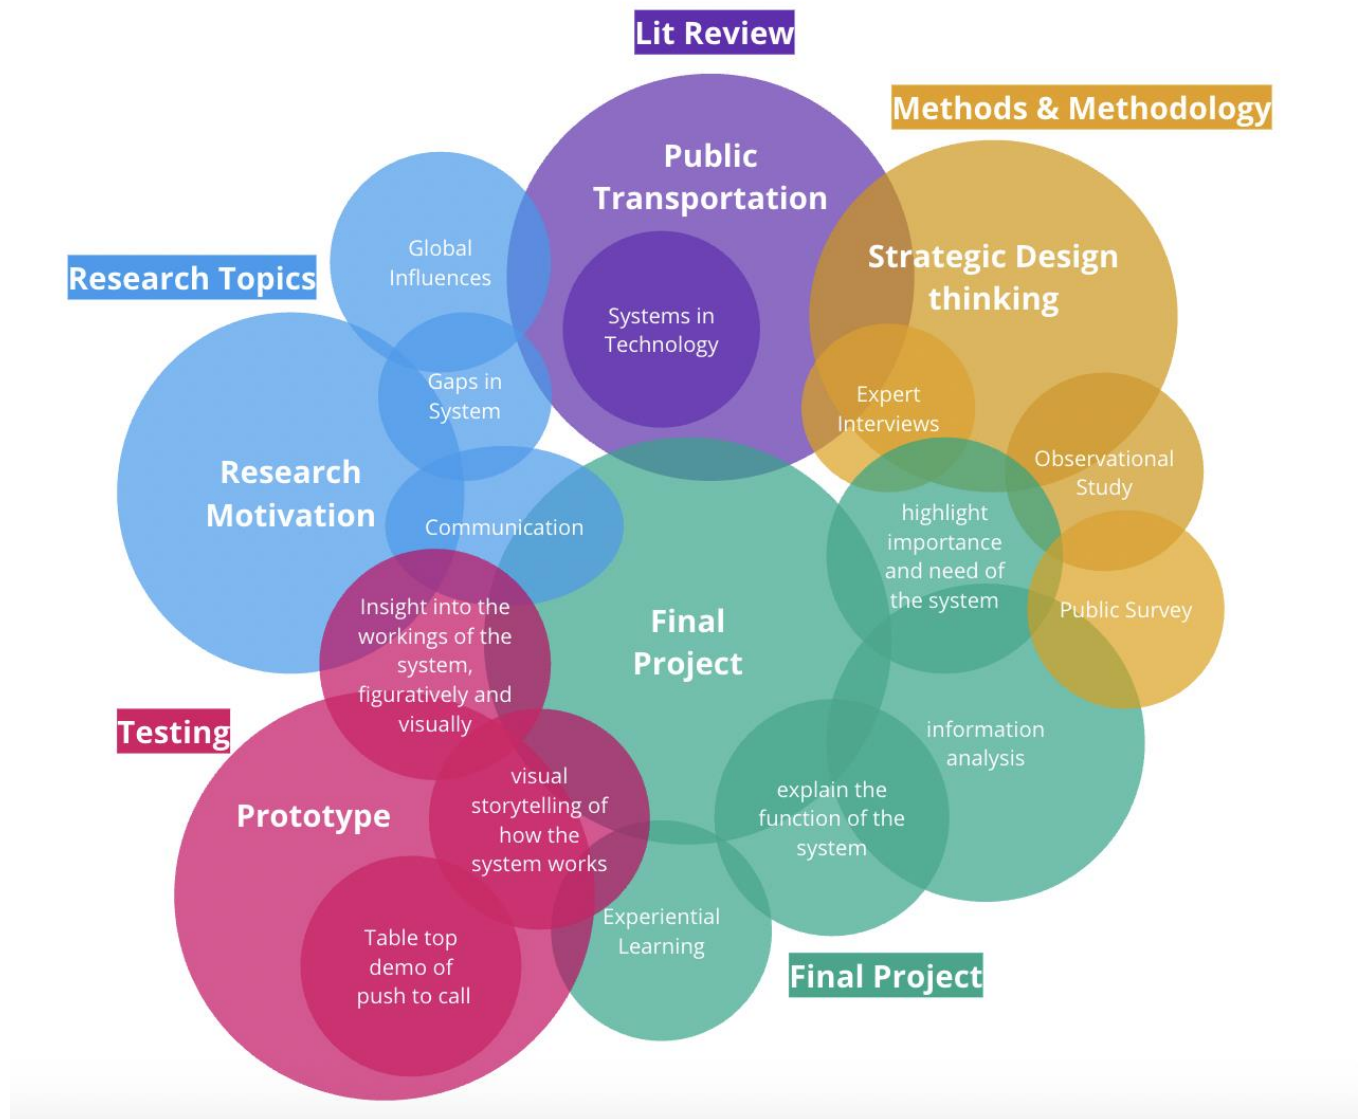 Lit Review
Methods & Methodology
Public
Transportation
Global
Influences
Research Topics
Strategic Design
thinking
Systems in
Technology
Gaps in
System
Expert
Interviews
Research
Motivation
Observational
Study
Communication
highlight
importance
and need of
the system
Insight into the
workings of the
system,
figuratively and
visually
Final
Project
Public Survey
Testing
information
analysis
visual
storytelling of
how the
system works
explain the
function of the
system
Prototype
Table top
demo of
push to call
Experiential
Learning
Final Project